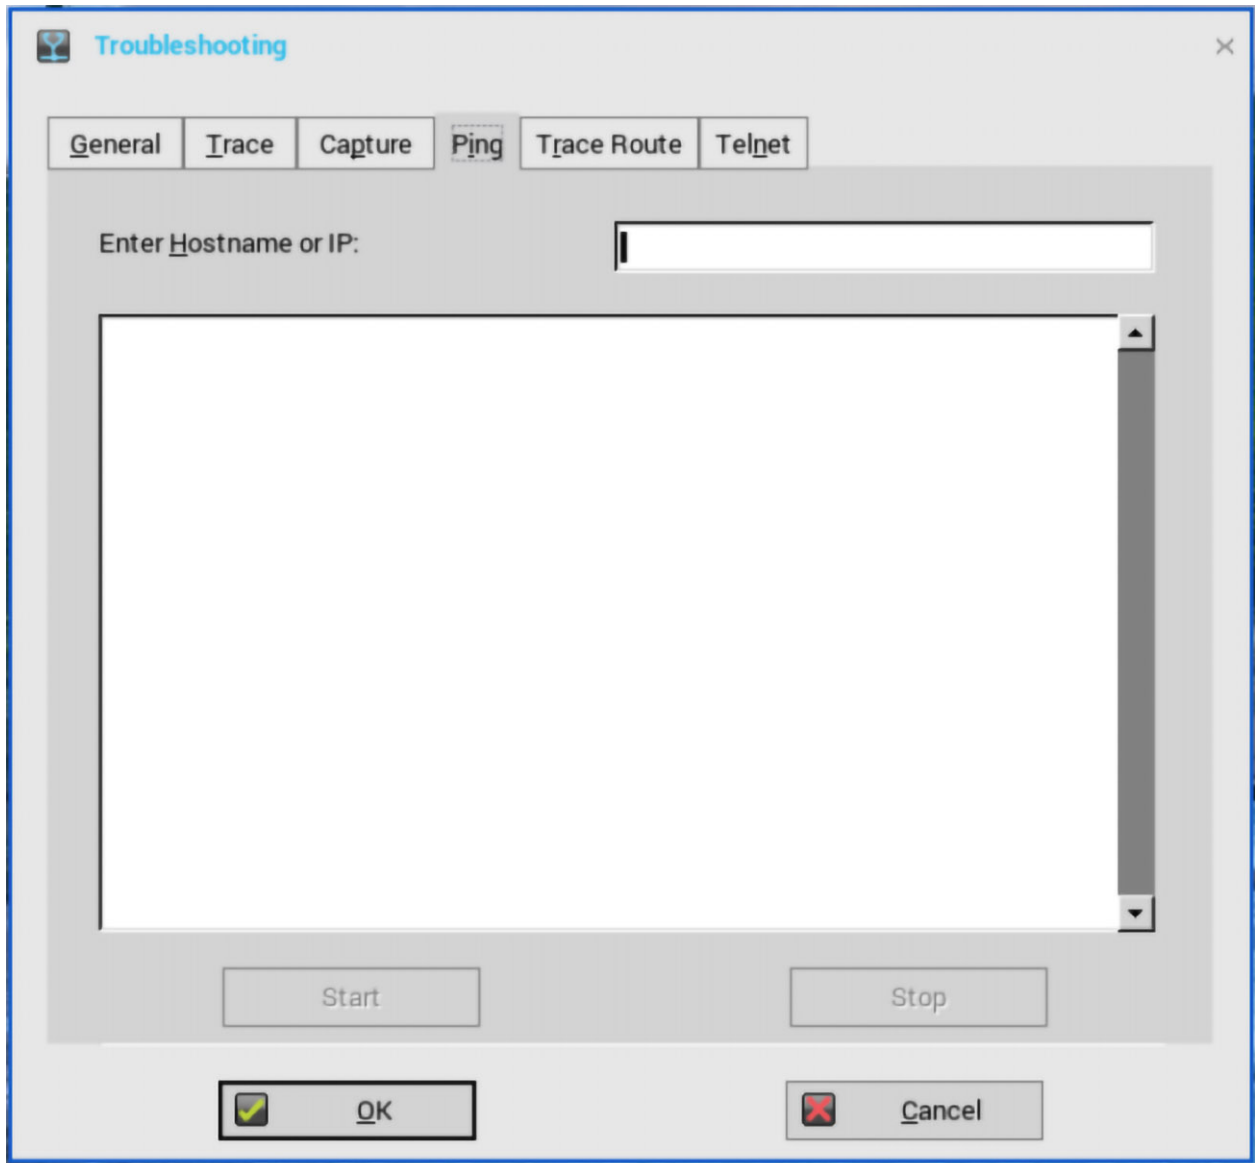 Troubleshooting
General Trace Capture Ping Trace Route Telnet
Enter Hostname or IP:
Start Stop
OK Cancel